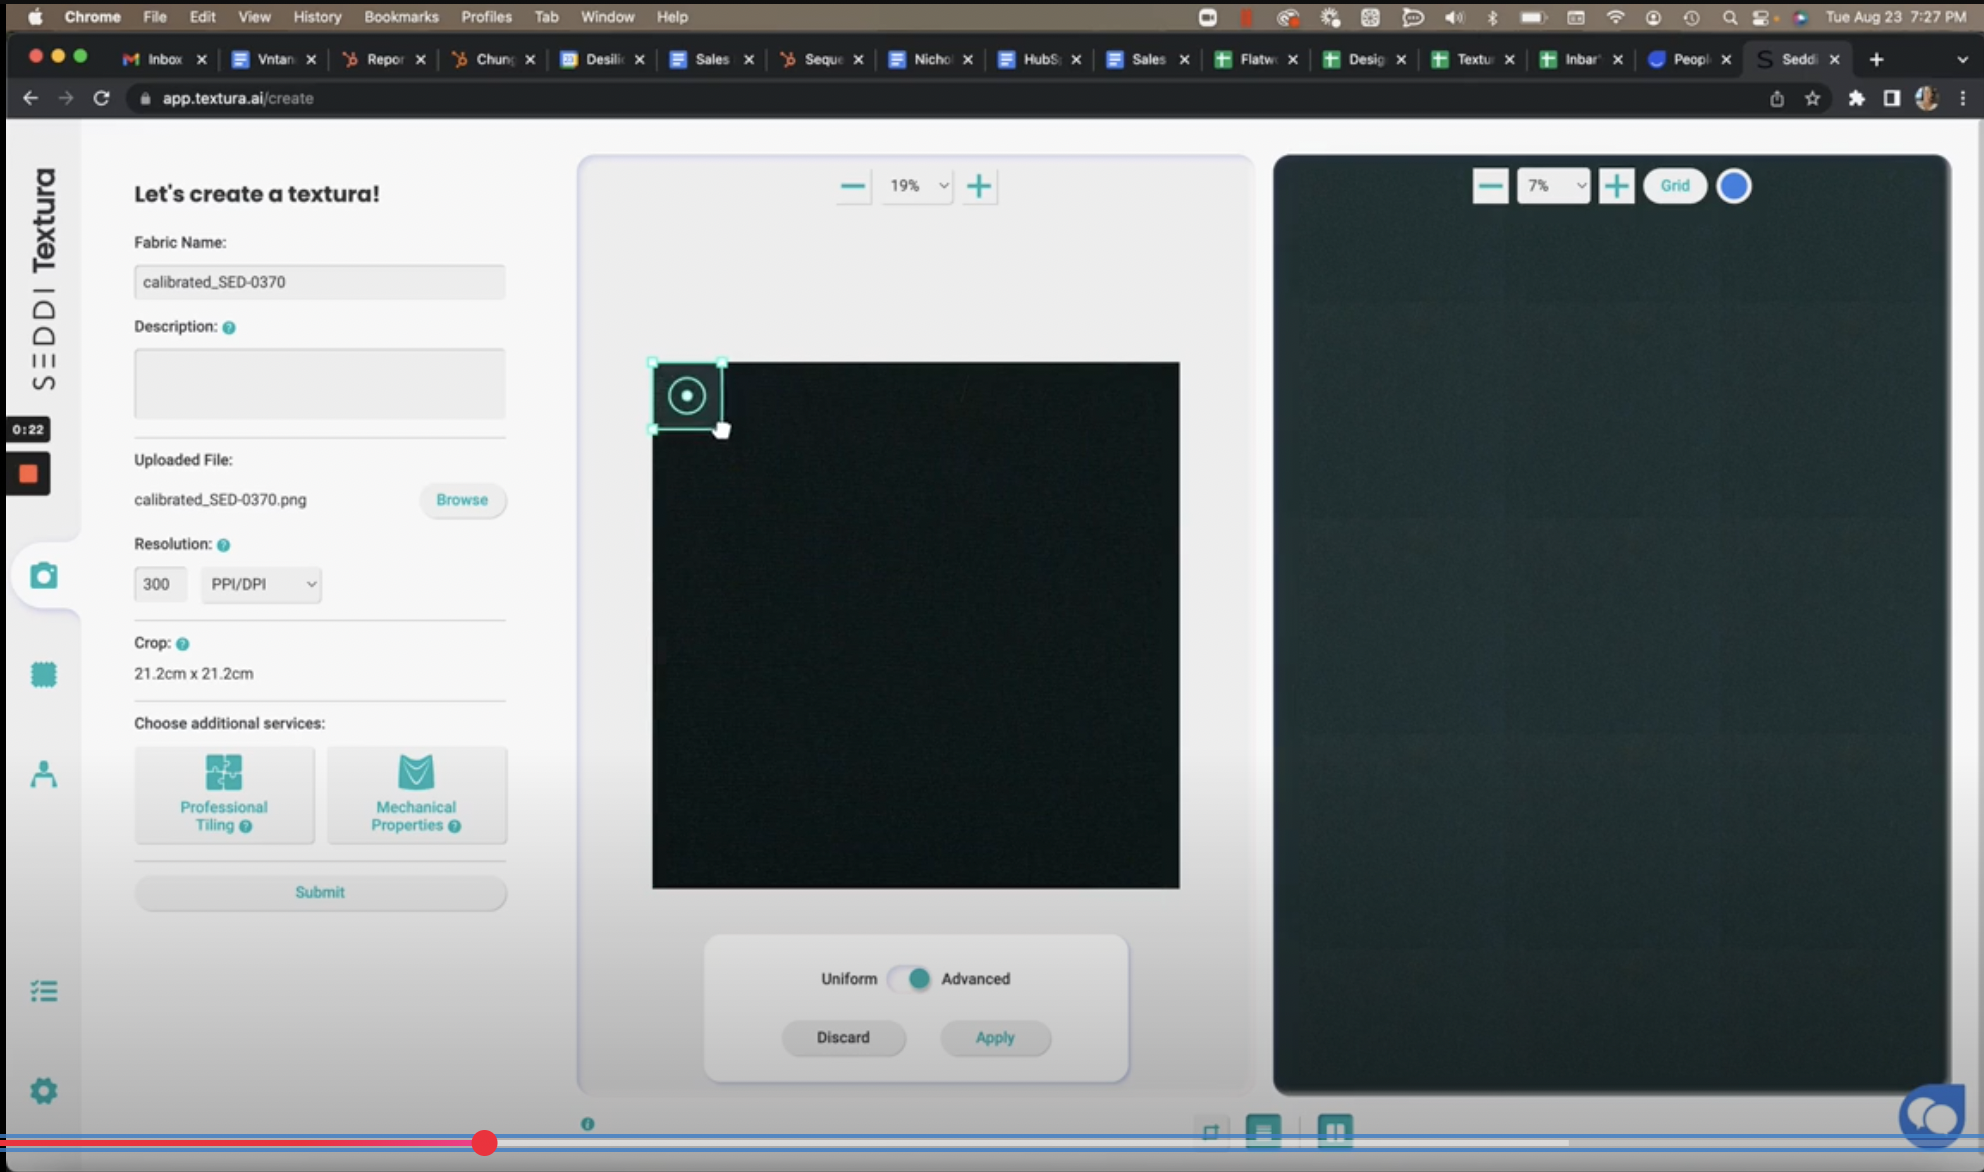 Chrome File Edit View History Bookmarks Profiles Tab Window Help Tue Aug 23 7:27 PM
Inbox Vntan Repor Chung Desili Sales Seque Nichol HubS Sales Flatw Desig Textu Inbar Peopl Seddi
app.textura.ai/create
SEDDI Textura
Let's create a textura!
Fabric Name:
calibrated_SED-0370
Description: ?
0:22
Uploaded File:
calibrated_SED-0370.png Browse
Resolution: ?
300 PPI/DPI
Crop: ?
21.2cm x 21.2cm
Choose additional services:
Professional
Tiling ?
Mechanical
Properties ?
Submit
19%
Uniform Advanced
Discard Apply
7% Grid